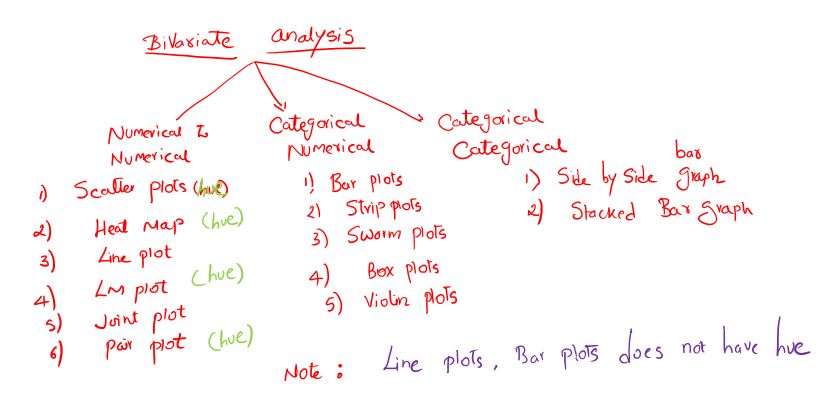 Bivariate analysis
Numerical to
Numerical
1) Scatter plots (hue)
2) Heat Map (hue)
3) Line plot
4) LM plot (hue)
5) Joint plot
6) Pair plot (hue)
Categorical
Numerical
1) Bar plots
2) Strip plots
3) Sworm plots
4) Box plots
5) Violin plots
Categorical
Categorical
1) Side by Side bar graph
2) Stacked Bar graph
Note : Line plots, Bar plots does not have hue